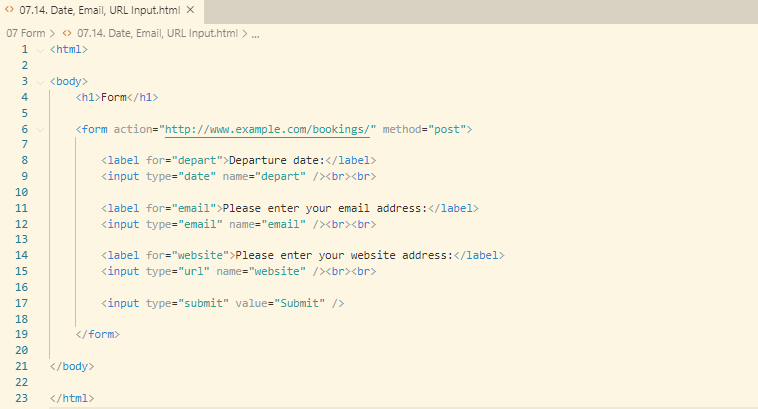 07.14. Date, Email, URL Input.html
07 Form > 07.14. Date, Email, URL Input.html > ...
1 <html>
2
3 <body>
4 <h1>Form</h1>
5
6 <form action="http://www.example.com/bookings/" method="post">
7
8 <label for="depart">Departure date:</label>
9 <input type="date" name="depart" /><br><br>
10
11 <label for="email">Please enter your email address:</label>
12 <input type="email" name="email" /><br><br>
13
14 <label for="website">Please enter your website address:</label>
15 <input type="url" name="website" /><br><br>
16
17 <input type="submit" value="Submit" />
18
19 </form>
20
21 </body>
22
23 </html>